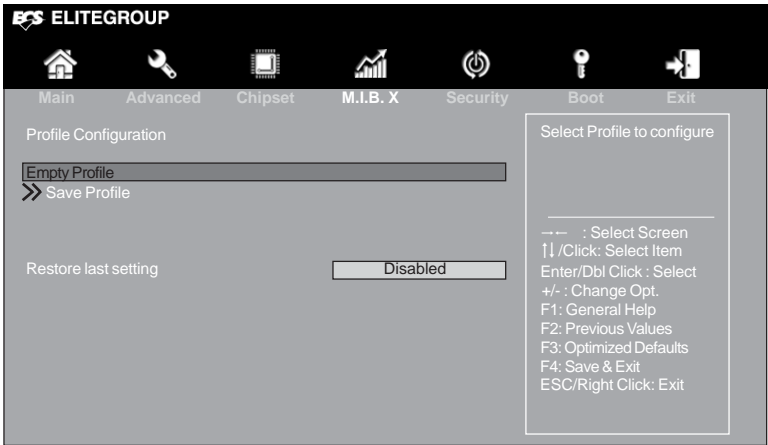 ECS ELITEGROUP
Main Advanced Chipset M.I.B. X Security Boot Exit
Profile Configuration
Empty Profile
Save Profile
Restore last setting Disabled
Select Profile to configure
→← : Select Screen
↑↓/Click: Select Item
Enter/Dbl Click : Select
+/- : Change Opt.
F1: General Help
F2: Previous Values
F3: Optimized Defaults
F4: Save & Exit
ESC/Right Click: Exit